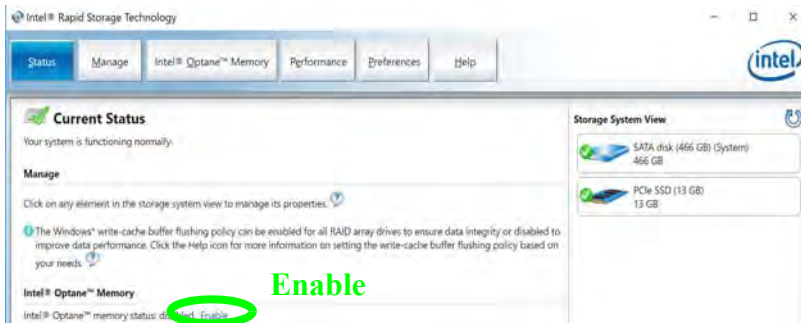 Intel® Rapid Storage Technology
Status Manage Intel® Optane™ Memory Performance Preferences Help
intel
Current Status
Your system is functioning normally.
Manage
Click on any element in the storage system view to manage its properties.
The Windows* write-cache buffer flushing policy can be enabled for all RAID array drives to ensure data integrity or disabled to
improve data performance. Click the Help icon for more information on setting the write-cache buffer flushing policy based on
your needs.
Enable
Intel® Optane™ Memory
Intel® Optane™ memory status: disabled Enable
Storage System View
SATA disk (466 GB) (System)
466 GB
PCIe SSD (13 GB)
13 GB